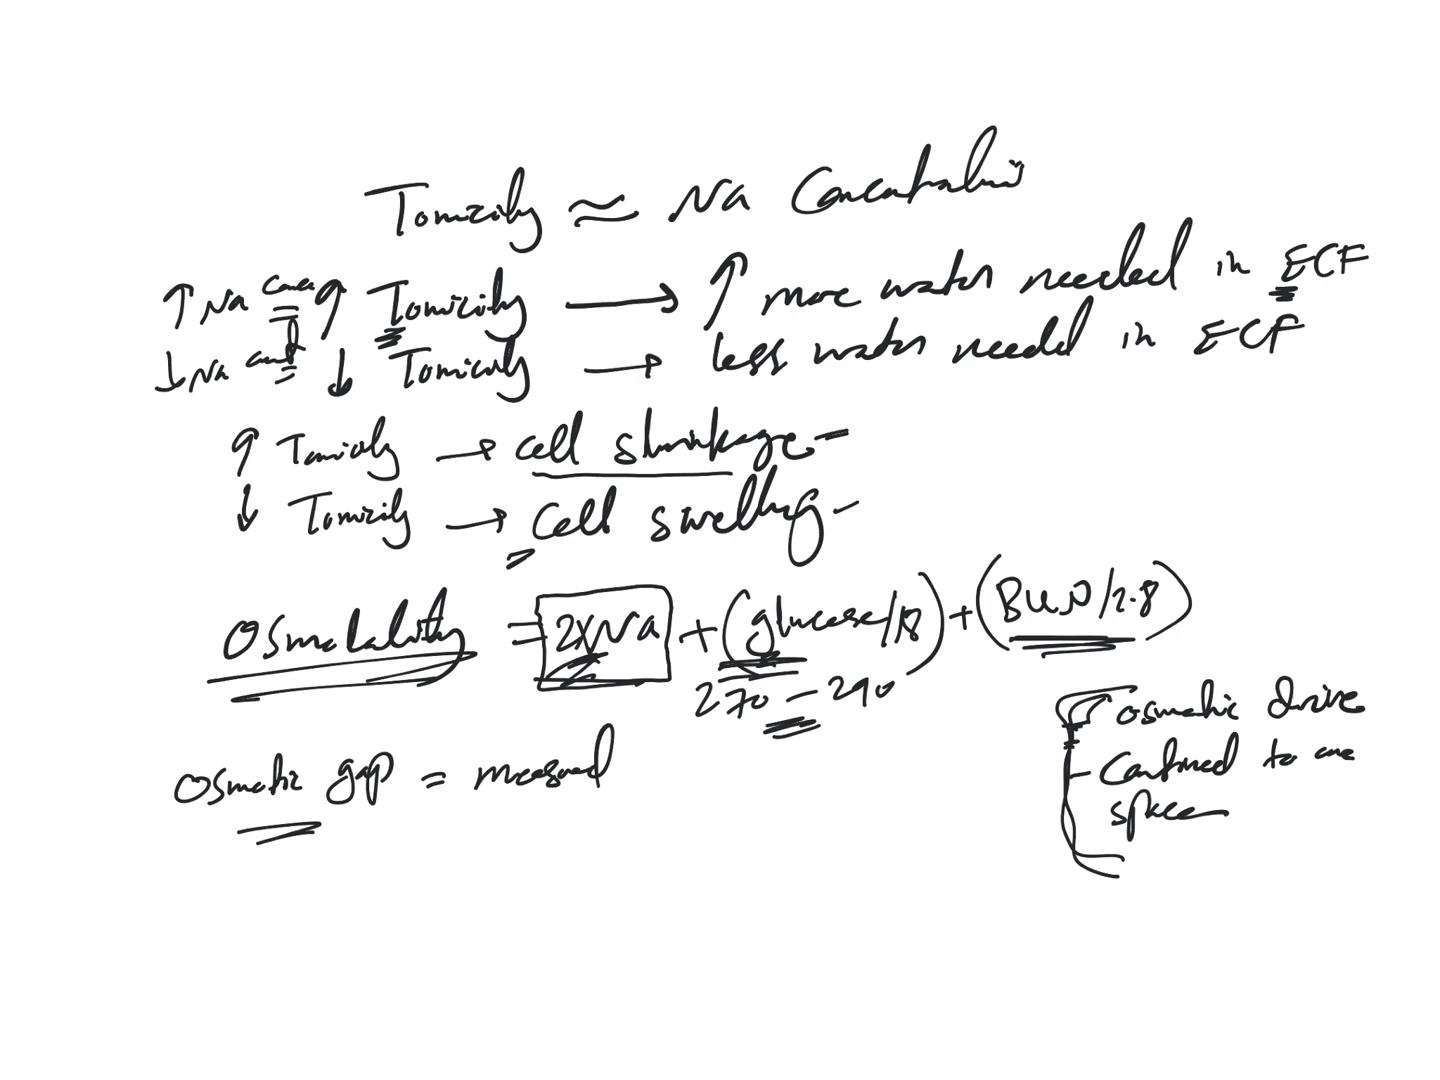 Tonicity ≈ Na Concentration
↑ Na conc = ↑ Tonicity → ↑ more water needed in ECF
↓ Na conc = ↓ Tonicity → less water needed in ECF
↑ Tonicity → cell shrinkage -
↓ Tonicity → cell swelling -
Osmolality = 2xNa + (glucose/18) + (BUN/2.8)
270 - 290
osmotic drive
- Confined to one
space
Osmotic gap = measured